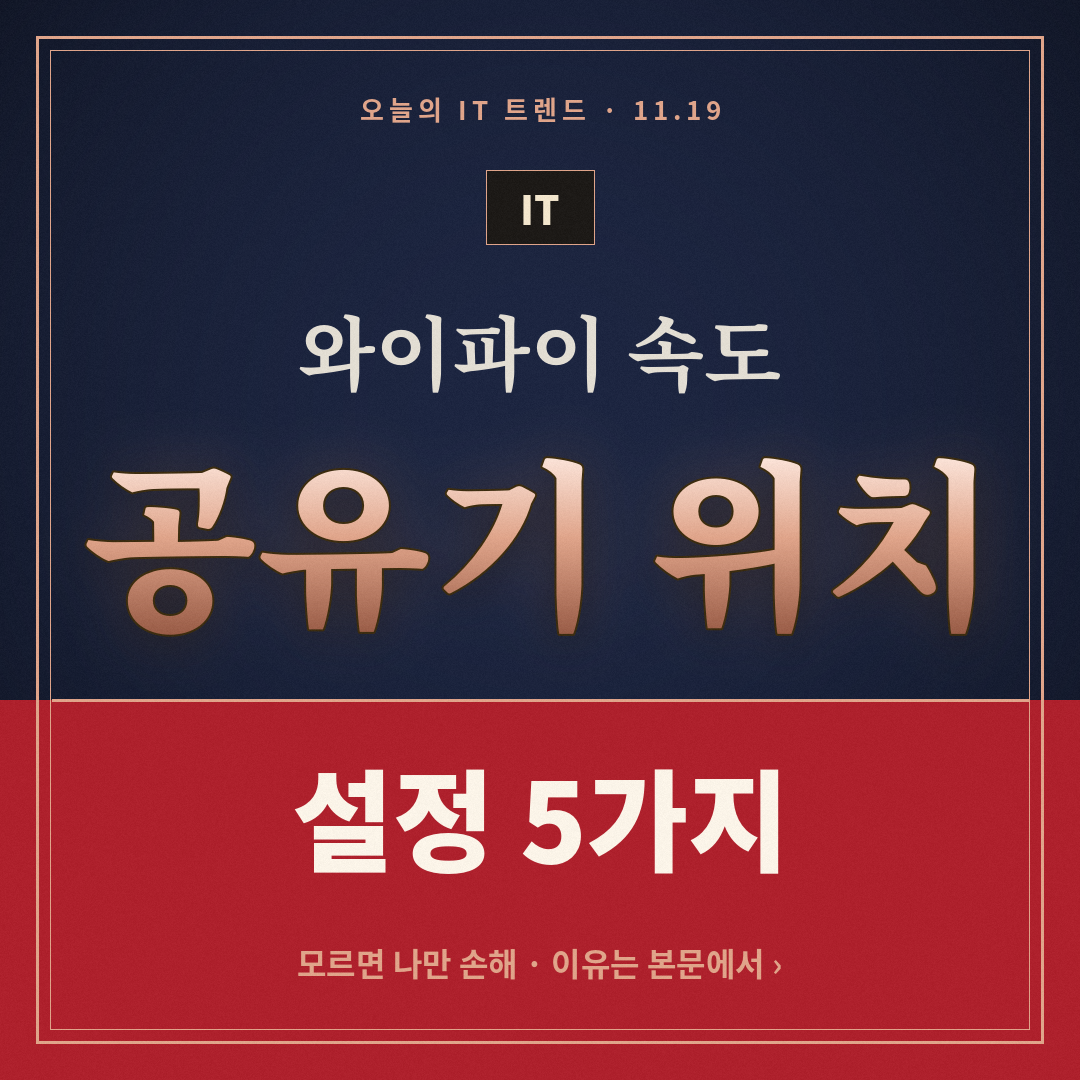 오늘의 IT 트렌드 · 11.19
IT
와이파이 속도
공유기 위치
설정 5가지
모르면 나만 손해 · 이유는 본문에서 ›